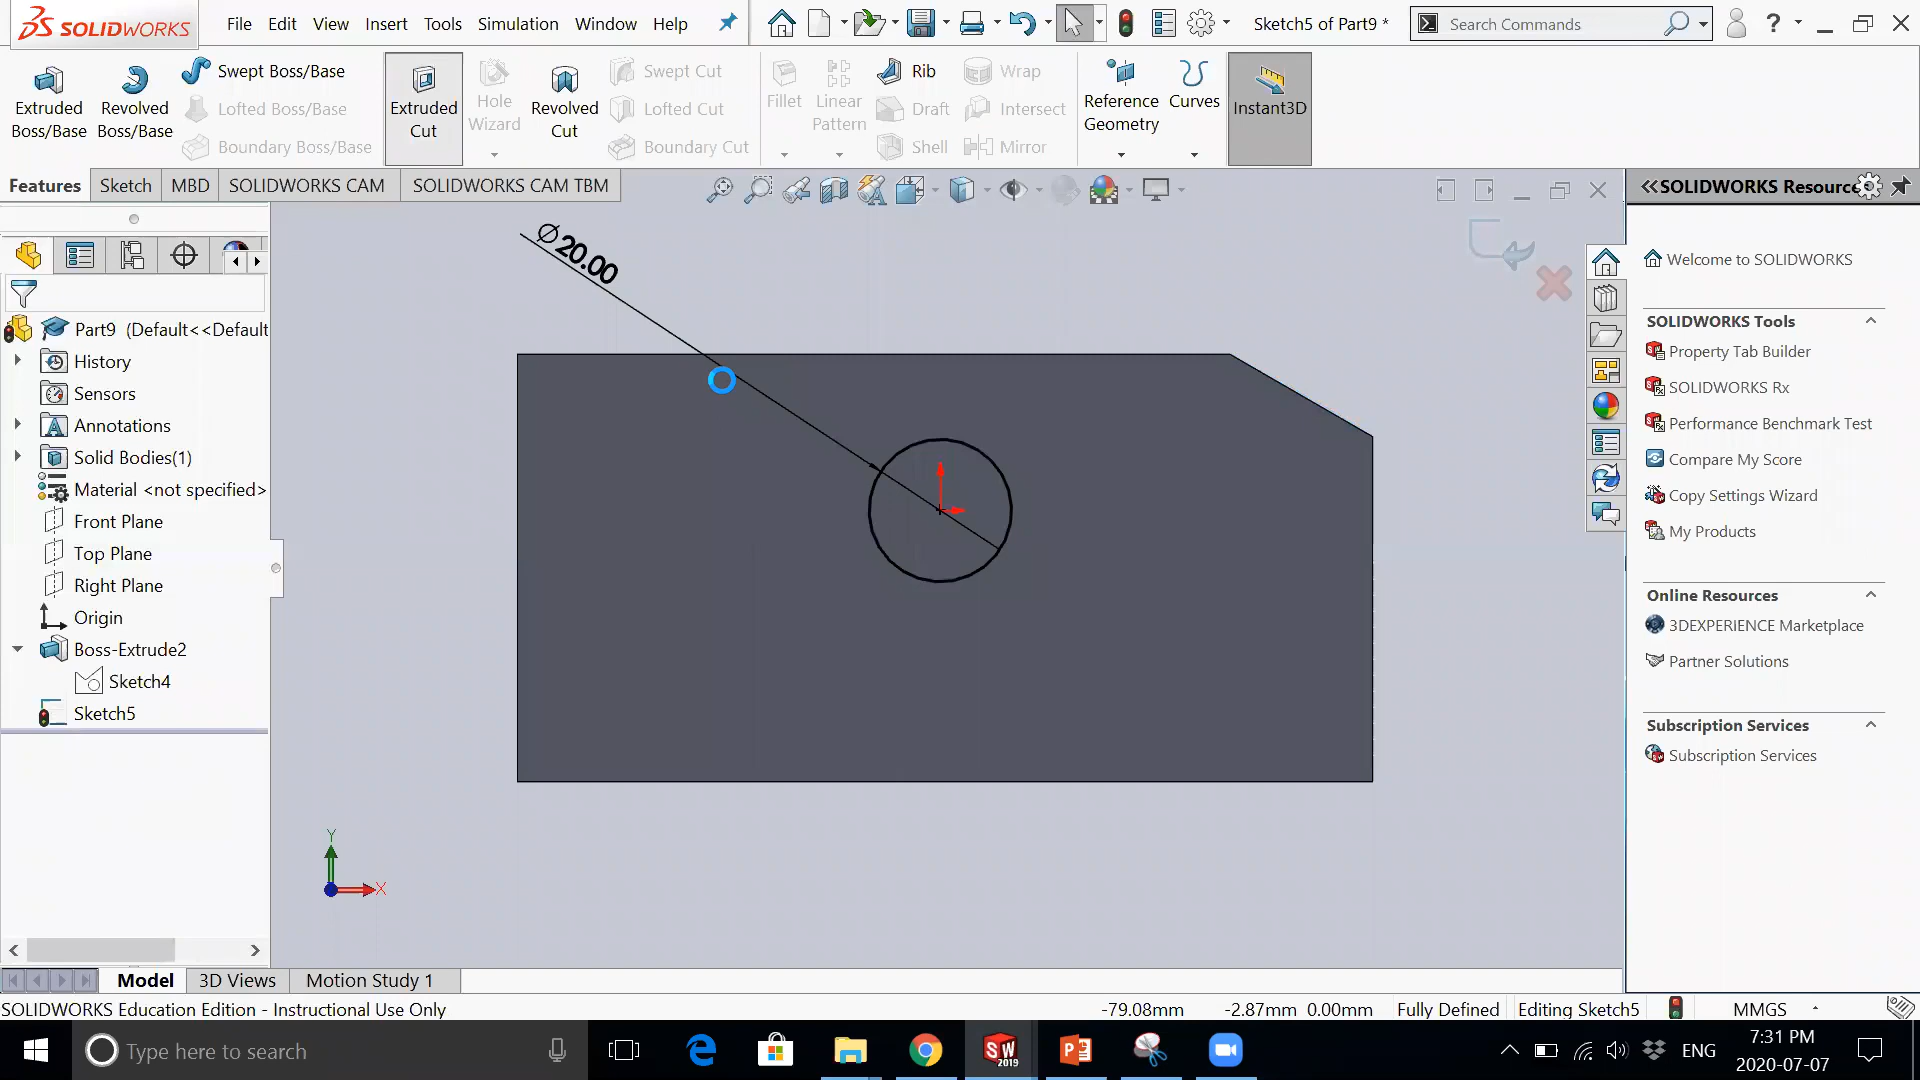 SOLIDWORKS
File Edit View Insert Tools Simulation Window Help
Sketch5 of Part9 *
Search Commands
?
Extruded Boss/Base
Revolved Boss/Base
Swept Boss/Base
Lofted Boss/Base
Boundary Boss/Base
Extruded Cut
Hole Wizard
Revolved Cut
Swept Cut
Lofted Cut
Boundary Cut
Fillet
Linear Pattern
Rib
Draft
Shell
Wrap
Intersect
Mirror
Reference Geometry
Curves
Instant3D
Features Sketch MBD SOLIDWORKS CAM SOLIDWORKS CAM TBM
SOLIDWORKS Resource
Part9 (Default<<Default
History
Sensors
Annotations
Solid Bodies(1)
Material <not specified>
Front Plane
Top Plane
Right Plane
Origin
Boss-Extrude2
Sketch4
Sketch5
∅20.00
Y
X
Welcome to SOLIDWORKS
SOLIDWORKS Tools
Property Tab Builder
SOLIDWORKS Rx
Performance Benchmark Test
Compare My Score
Copy Settings Wizard
My Products
Online Resources
3DEXPERIENCE Marketplace
Partner Solutions
Subscription Services
Subscription Services
Model 3D Views Motion Study 1
SOLIDWORKS Education Edition - Instructional Use Only
-79.08mm -2.87mm 0.00mm Fully Defined Editing Sketch5 MMGS
Type here to search
SW 2019
ENG
7:31 PM
2020-07-07